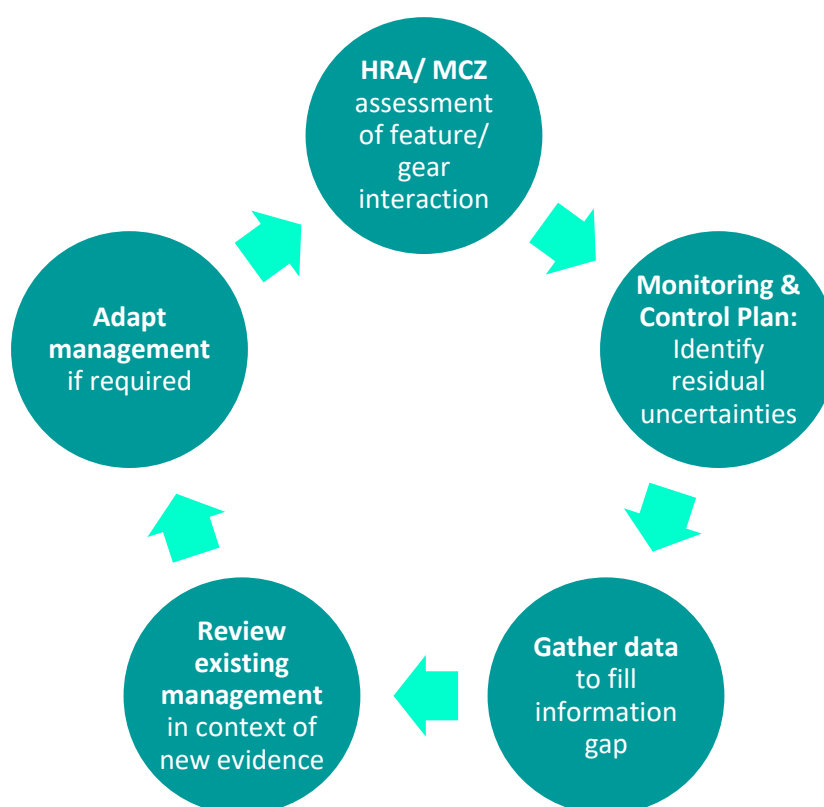 HRA/ MCZ
assessment
of feature/
gear
interaction
Monitoring &
Control Plan:
Identify
residual
uncertainties
Gather data
to fill
information
gap
Review
existing
management
in context of
new evidence
Adapt
management
if required